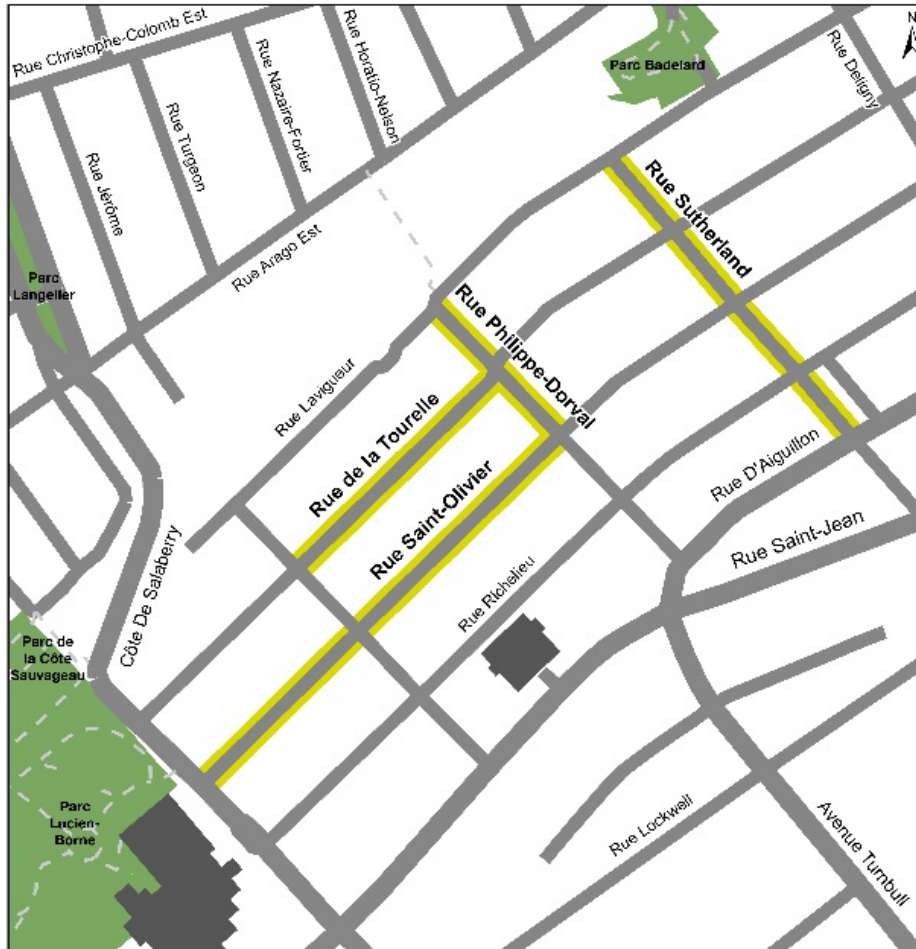 Rue Christophe-Colomb Est
N
Parc Badelard
Rue Deligny
Rue Horatio-Nelson
Rue Nazaire-Fortier
Rue Turgeon
Rue Jérôme
Rue Sutherland
Rue Arago Est
Parc
Langelier
Rue Philippe-Dorval
Rue Lavigueur
Rue de la Tourelle
Rue Saint-Olivier
Rue D'Aiguillon
Rue Saint-Jean
Côte De Salaberry
Rue Richelieu
Parc de
la Côte
Sauvageau
Parc
Lucien-
Borne
Rue Lockwell
Avenue Turnbull